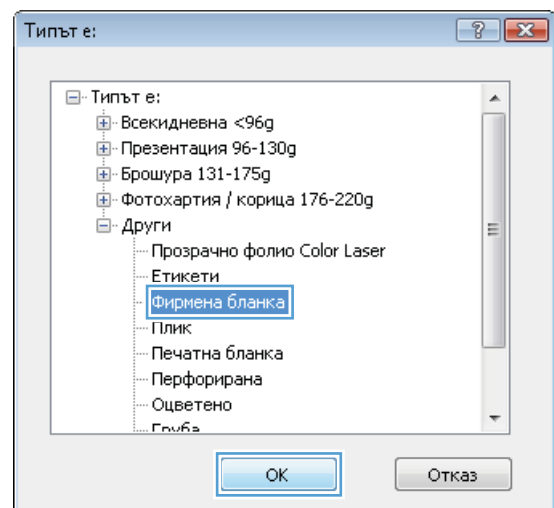 Типът е:
Типът е:
Всекидневна <96g
Презентация 96-130g
Брошура 131-175g
Фотохартия / корица 176-220g
Други
Прозрачно фолио Color Laser
Етикети
Фирмена бланка
Плик
Печатна бланка
Перфорирана
Оцветено
Груба
OK
Отказ